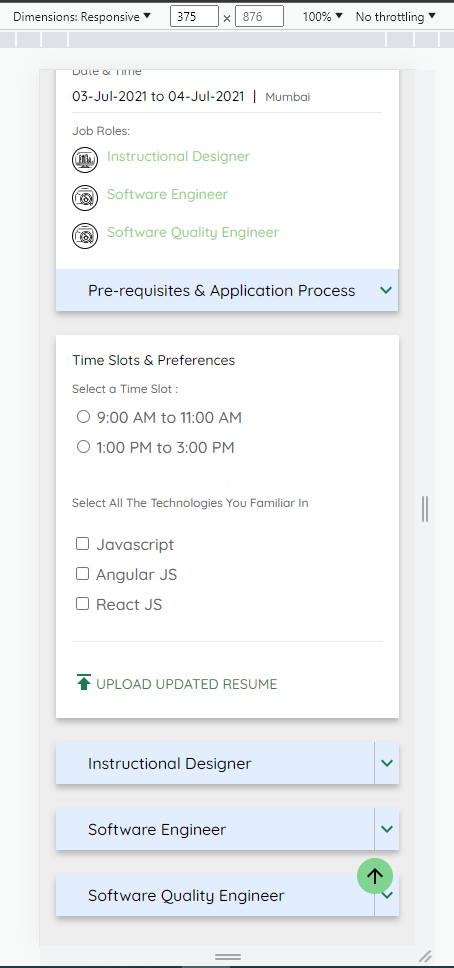 Dimensions: Responsive ▼ 375 × 876 100% ▼ No throttling ▼
Date & Time
03-Jul-2021 to 04-Jul-2021 | Mumbai
Job Roles:
Instructional Designer
Software Engineer
Software Quality Engineer
Pre-requisites & Application Process
Time Slots & Preferences
Select a Time Slot :
9:00 AM to 11:00 AM
1:00 PM to 3:00 PM
Select All The Technologies You Familiar In
Javascript
Angular JS
React JS
UPLOAD UPDATED RESUME
Instructional Designer
Software Engineer
Software Quality Engineer